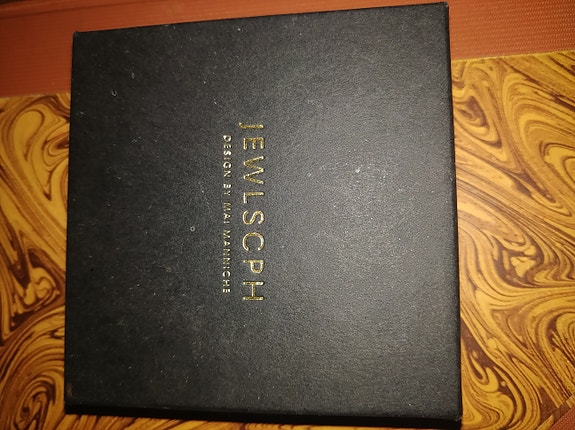 JEWLSCPH
DESIGN BY MAI MANNICHE